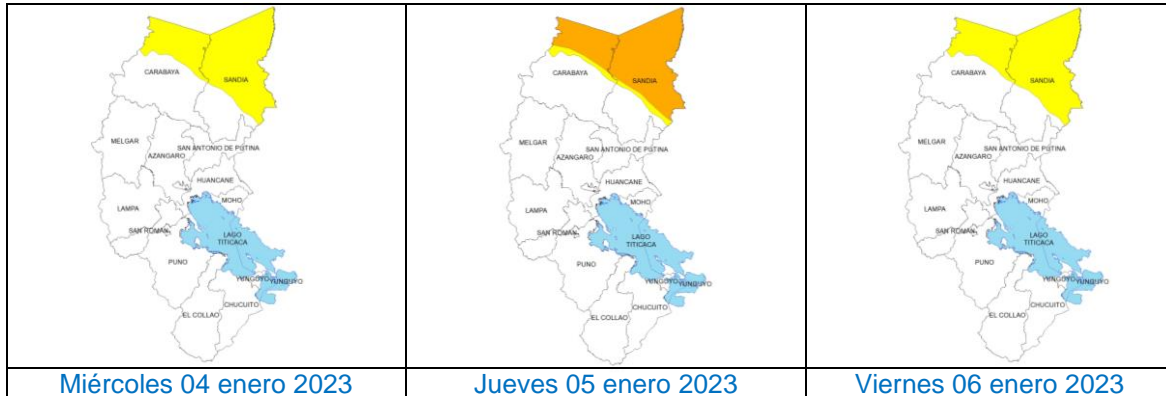 CARABAYA
SANDIA
MELGAR
SAN ANTONIO DE PUTINA
AZANGARO
HUANCANE
MOHO
LAMPA
SAN ROMAN
LAGO
TITICACA
PUNO
YUNGUYO
YUNGUYO
CHUCUITO
EL COLLAO
Miércoles 04 enero 2023
CARABAYA
SANDIA
MELGAR
SAN ANTONIO DE PUTINA
AZANGARO
HUANCANE
MOHO
LAMPA
SAN ROMAN
LAGO
TITICACA
PUNO
YUNGUYO
YUNGUYO
CHUCUITO
EL COLLAO
Jueves 05 enero 2023
CARABAYA
SANDIA
MELGAR
SAN ANTONIO DE PUTINA
AZANGARO
HUANCANE
MOHO
LAMPA
SAN ROMAN
LAGO
TITICACA
PUNO
YUNGUYO
YUNGUYO
CHUCUITO
EL COLLAO
Viernes 06 enero 2023